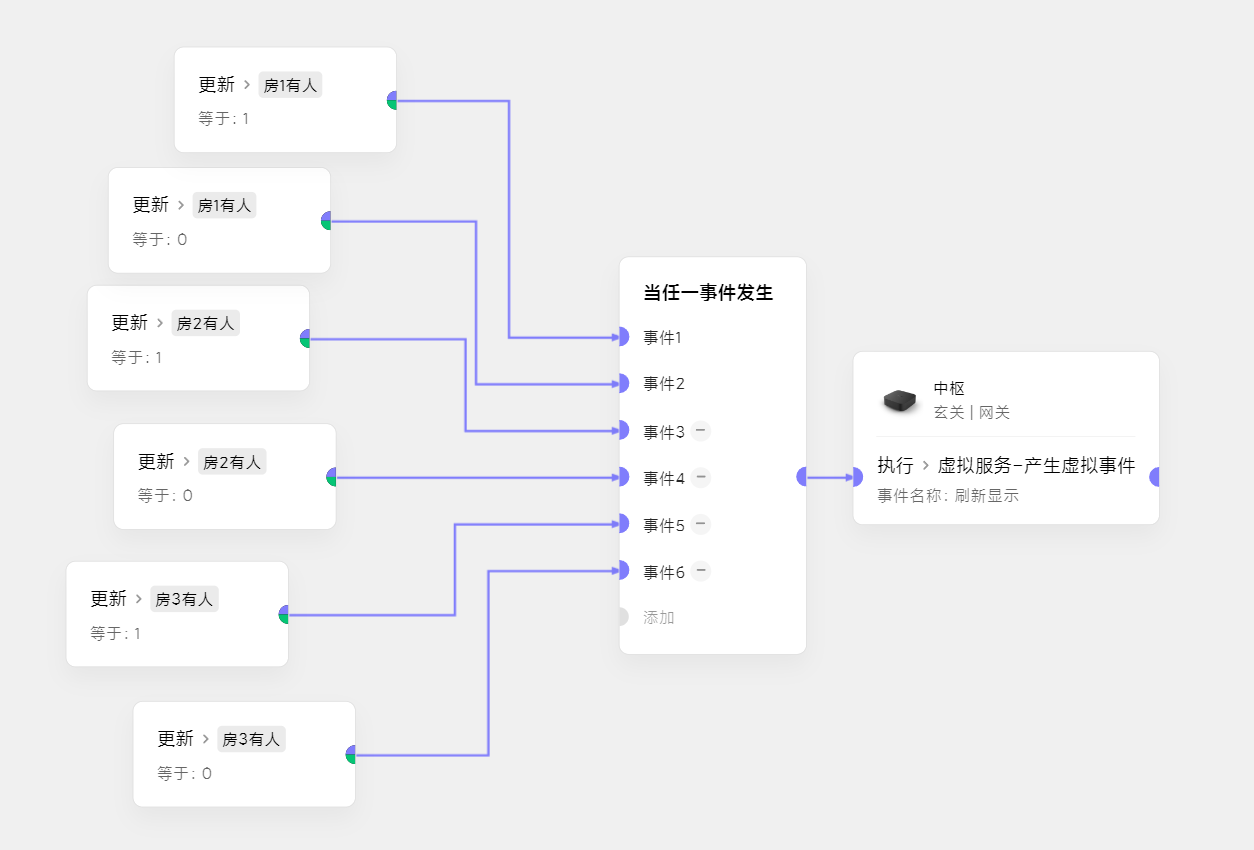 更新 > 房1有人
等于: 1
更新 > 房1有人
等于: 0
更新 > 房2有人
等于: 1
更新 > 房2有人
等于: 0
更新 > 房3有人
等于: 1
更新 > 房3有人
等于: 0
当任一事件发生
事件1
事件2
事件3
事件4
事件5
事件6
添加
中枢
玄关 | 网关
执行 > 虚拟服务-产生虚拟事件
事件名称: 刷新显示